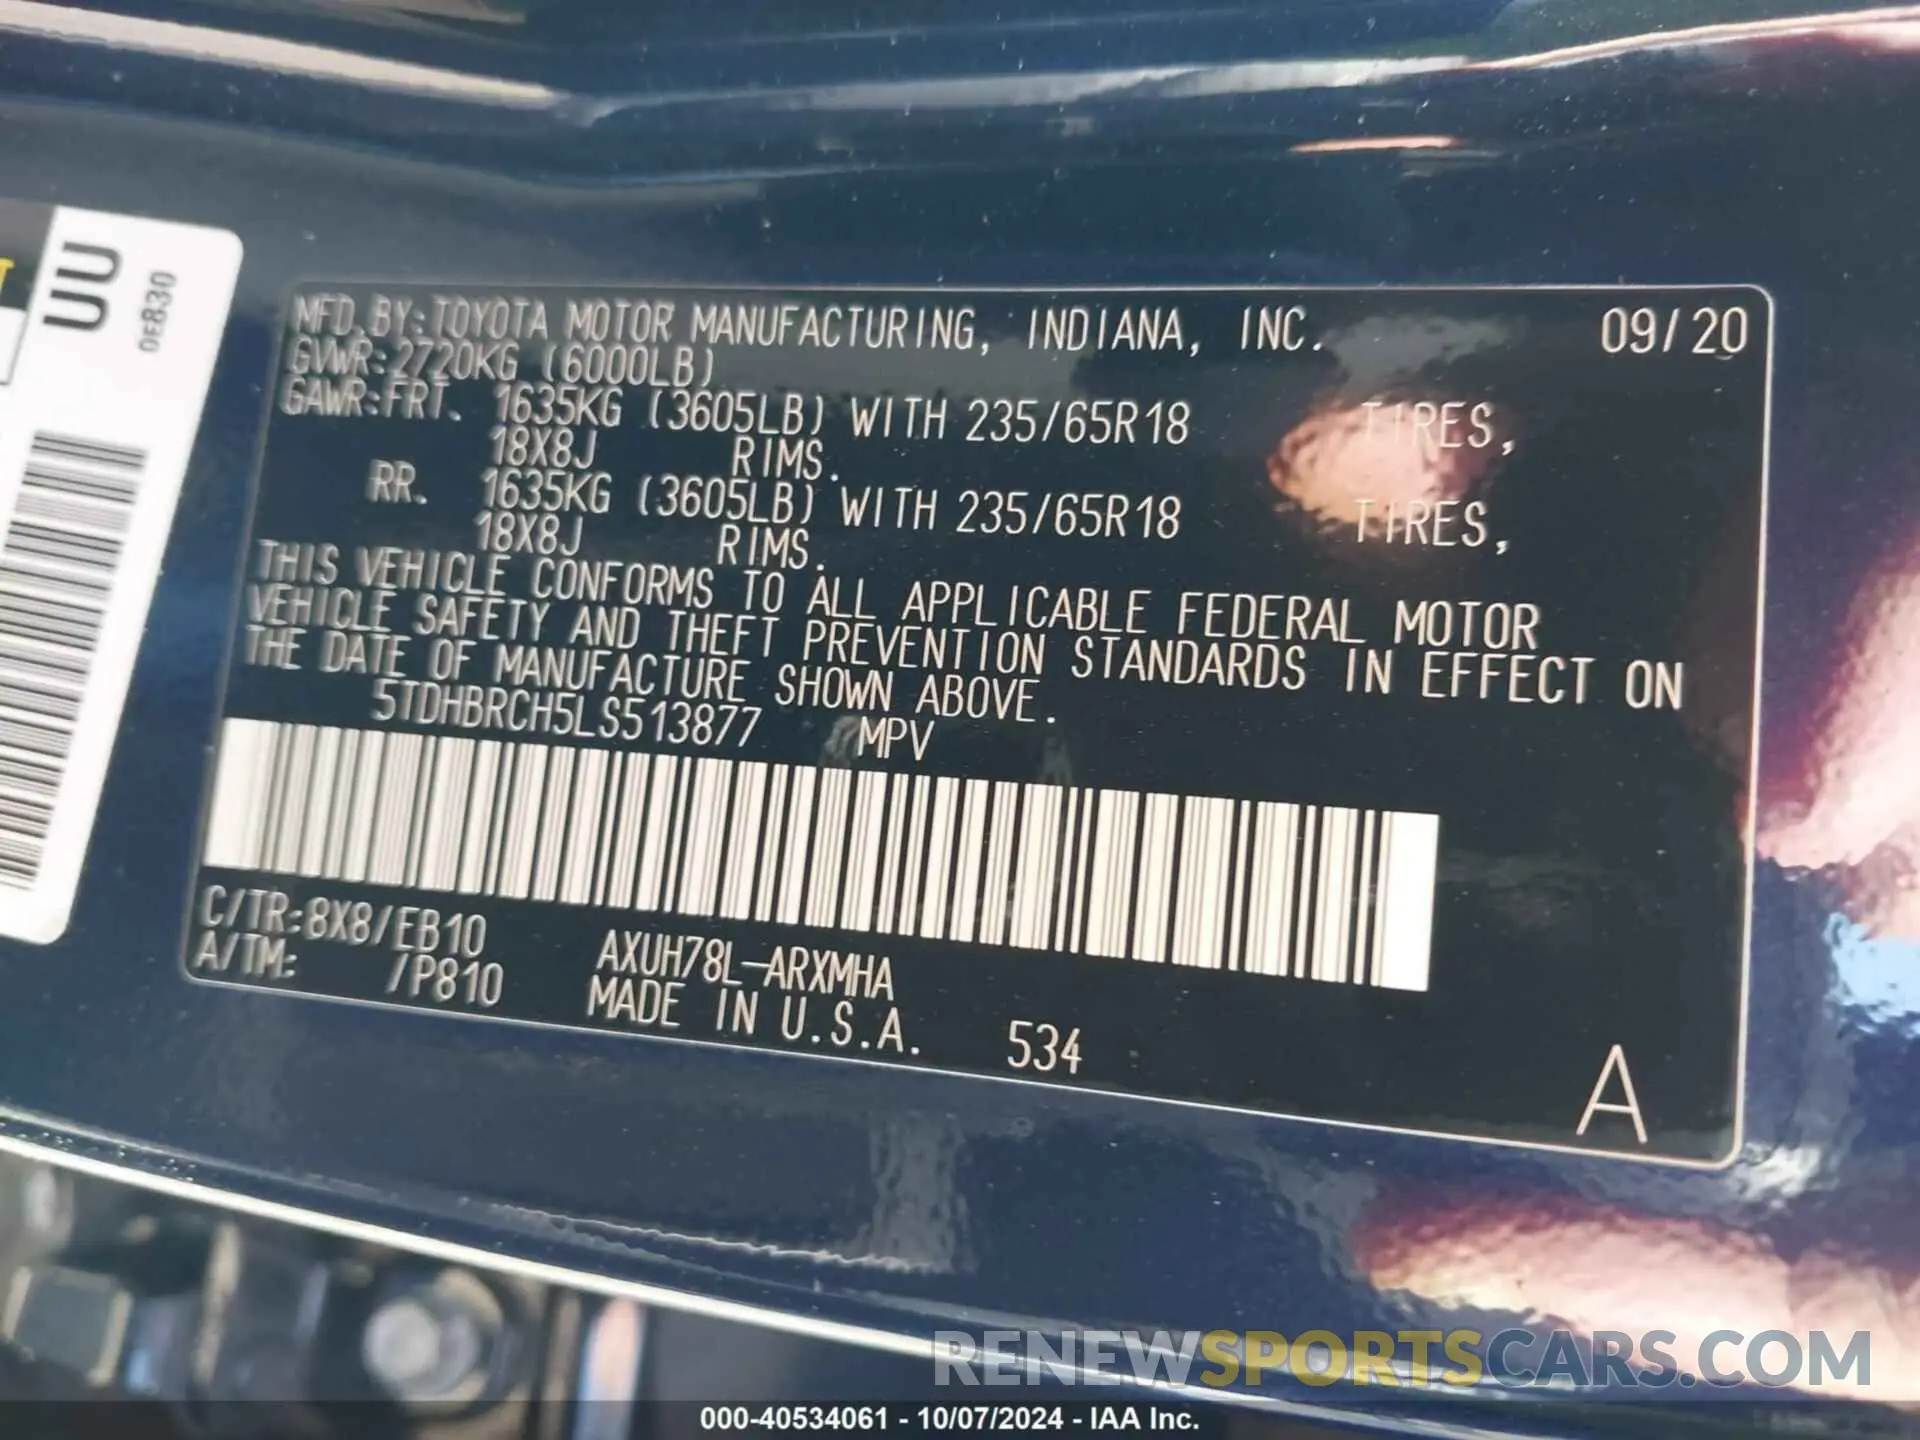 UU
0E830
MFD.BY:TOYOTA MOTOR MANUFACTURING, INDIANA, INC. 09/20
GVWR:2720KG (6000LB)
GAWR:FRT. 1635KG (3605LB) WITH 235/65R18 TIRES,
18X8J RIMS.
RR. 1635KG (3605LB) WITH 235/65R18 TIRES,
18X8J RIMS.
THIS VEHICLE CONFORMS TO ALL APPLICABLE FEDERAL MOTOR
VEHICLE SAFETY AND THEFT PREVENTION STANDARDS IN EFFECT ON
THE DATE OF MANUFACTURE SHOWN ABOVE.
5TDHBRCH5LS513877 MPV
C/TR:8X8/EB10 AXUH78L-ARXMHA
A/TM: /P810 MADE IN U.S.A. 534
A
RENEWSPORTSCARS.COM
000-40534061 - 10/07/2024 - IAA Inc.